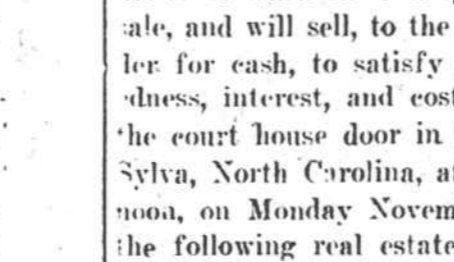 ale, and will sell, to the
ler for cash, to satisfy
dness, interest, and cost
he court house door in
Sylva, North Carolina, at
noon, on Monday Novem
the following real estate